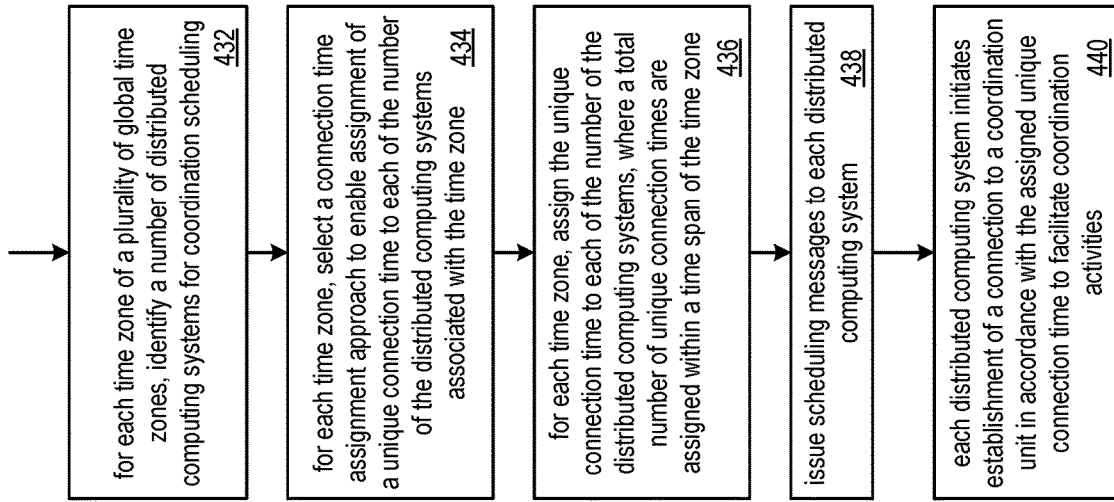 for each time zone of a plurality of global time
zones, identify a number of distributed
computing systems for coordination scheduling
432
for each time zone, select a connection time
assignment approach to enable assignment of
a unique connection time to each of the number
of the distributed computing systems
associated with the time zone
434
for each time zone, assign the unique
connection time to each of the number of the
distributed computing systems, where a total
number of unique connection times are
assigned within a time span of the time zone
436
issue scheduling messages to each distributed
computing system
438
each distributed computing system initiates
establishment of a connection to a coordination
unit in accordance with the assigned unique
connection time to facilitate coordination
activities
440